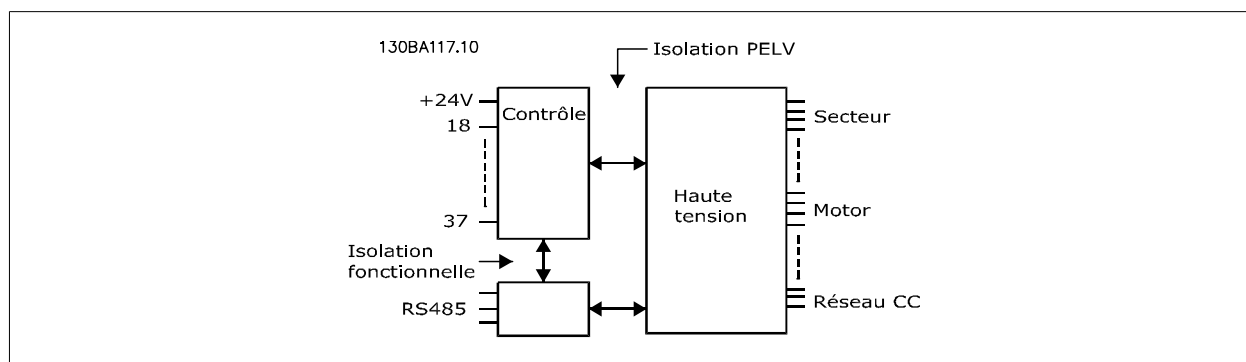 130BA117.10
Isolation PELV
+24V
Contrôle
18
Secteur
Haute
tension
Motor
37
Isolation
fonctionnelle
RS485
Réseau CC